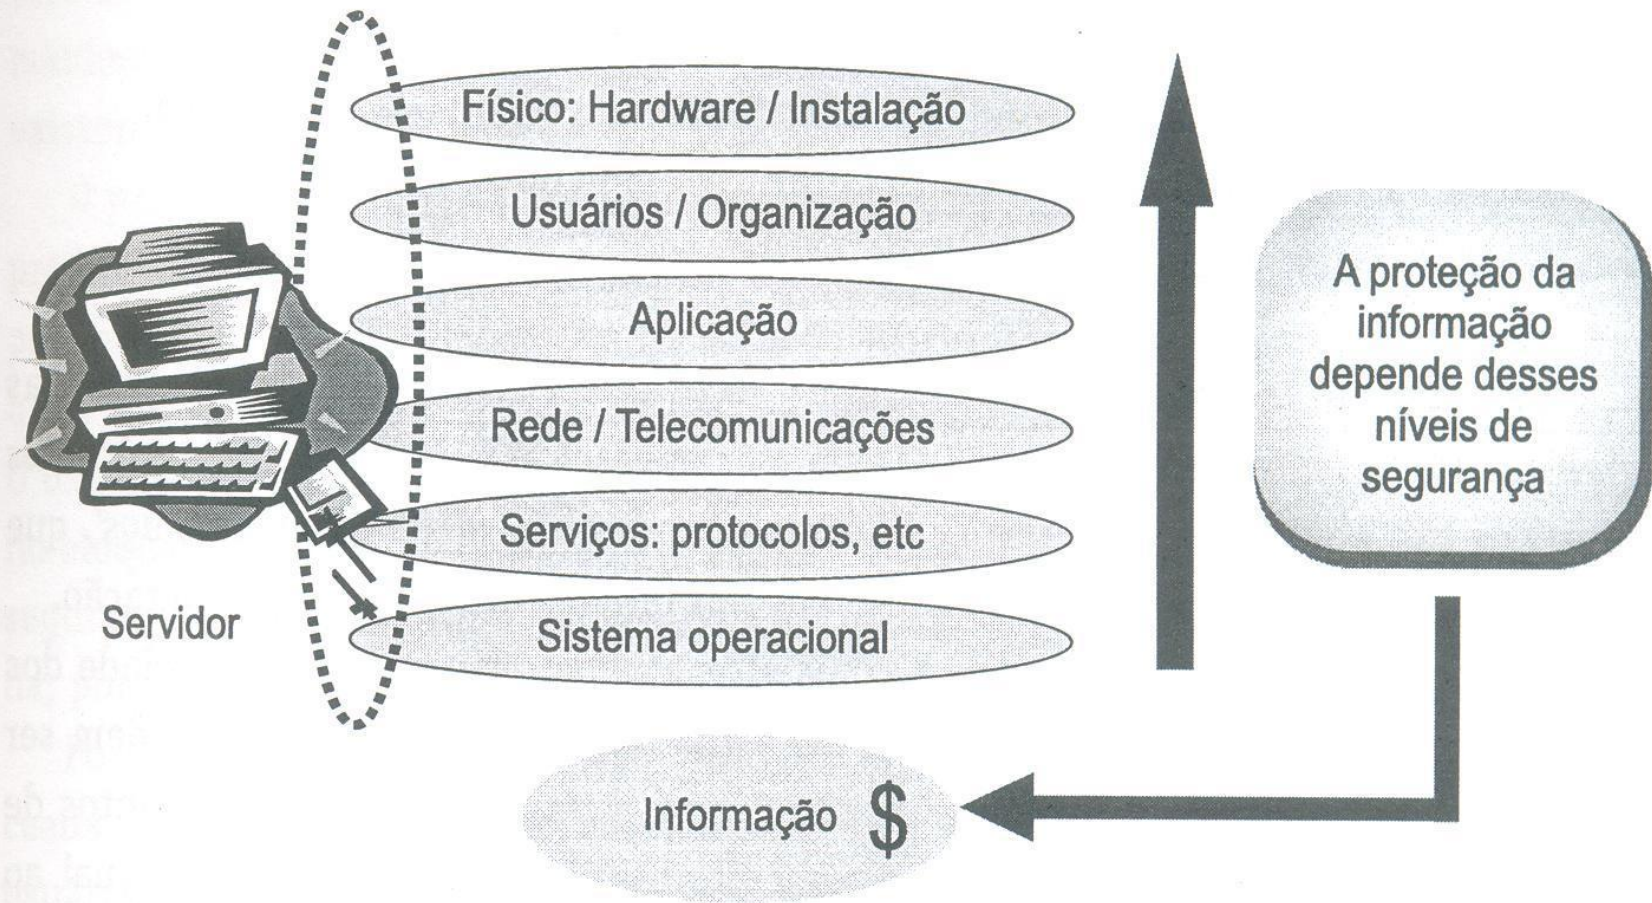 Físico: Hardware / Instalação
Usuários / Organização
Aplicação
Rede / Telecomunicações
Serviços: protocolos, etc
Sistema operacional
Servidor
Informação $
A proteção da
informação
depende desses
níveis de
segurança